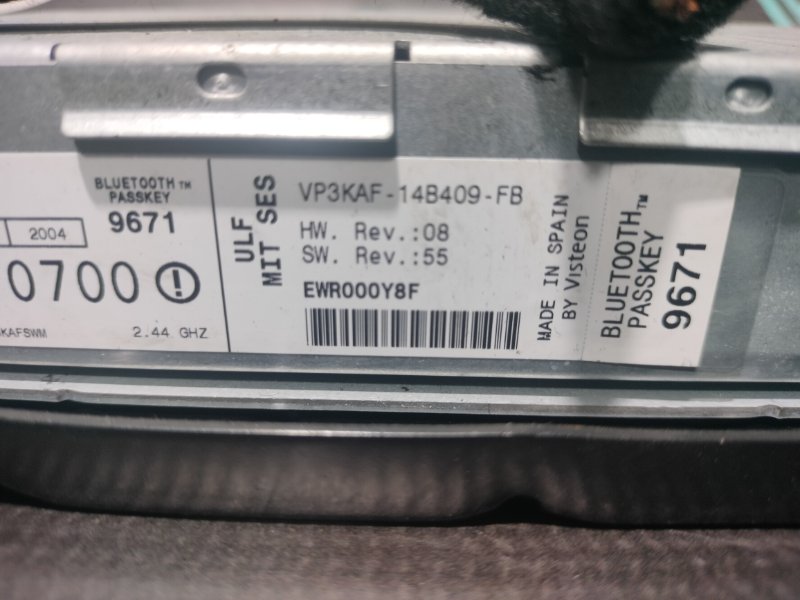 BLUETOOTH™
PASSKEY
9671
2004
0700
KAFSWM
2.44 GHZ
ULF
MIT SES
VP3KAF-14B409-FB
HW. Rev.:08
SW. Rev.:55
EWR000Y8F
MADE IN SPAIN
BY Visteon
BLUETOOTH™
PASSKEY
9671